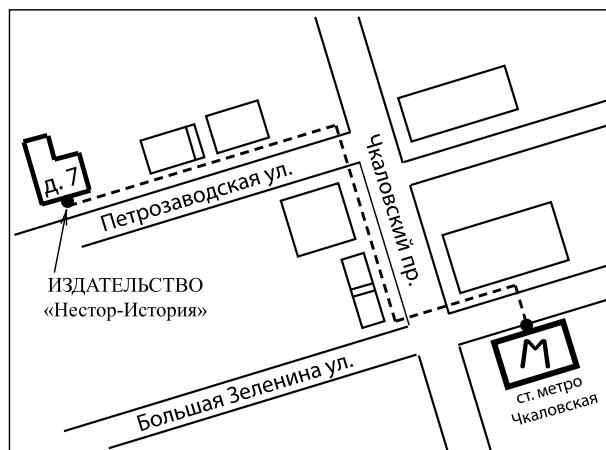 Чкаловский пр.
д. 7
Петрозаводская ул.
ИЗДАТЕЛЬСТВО
«Нестор-История»
Большая Зеленина ул.
М
ст. метро
Чкаловская